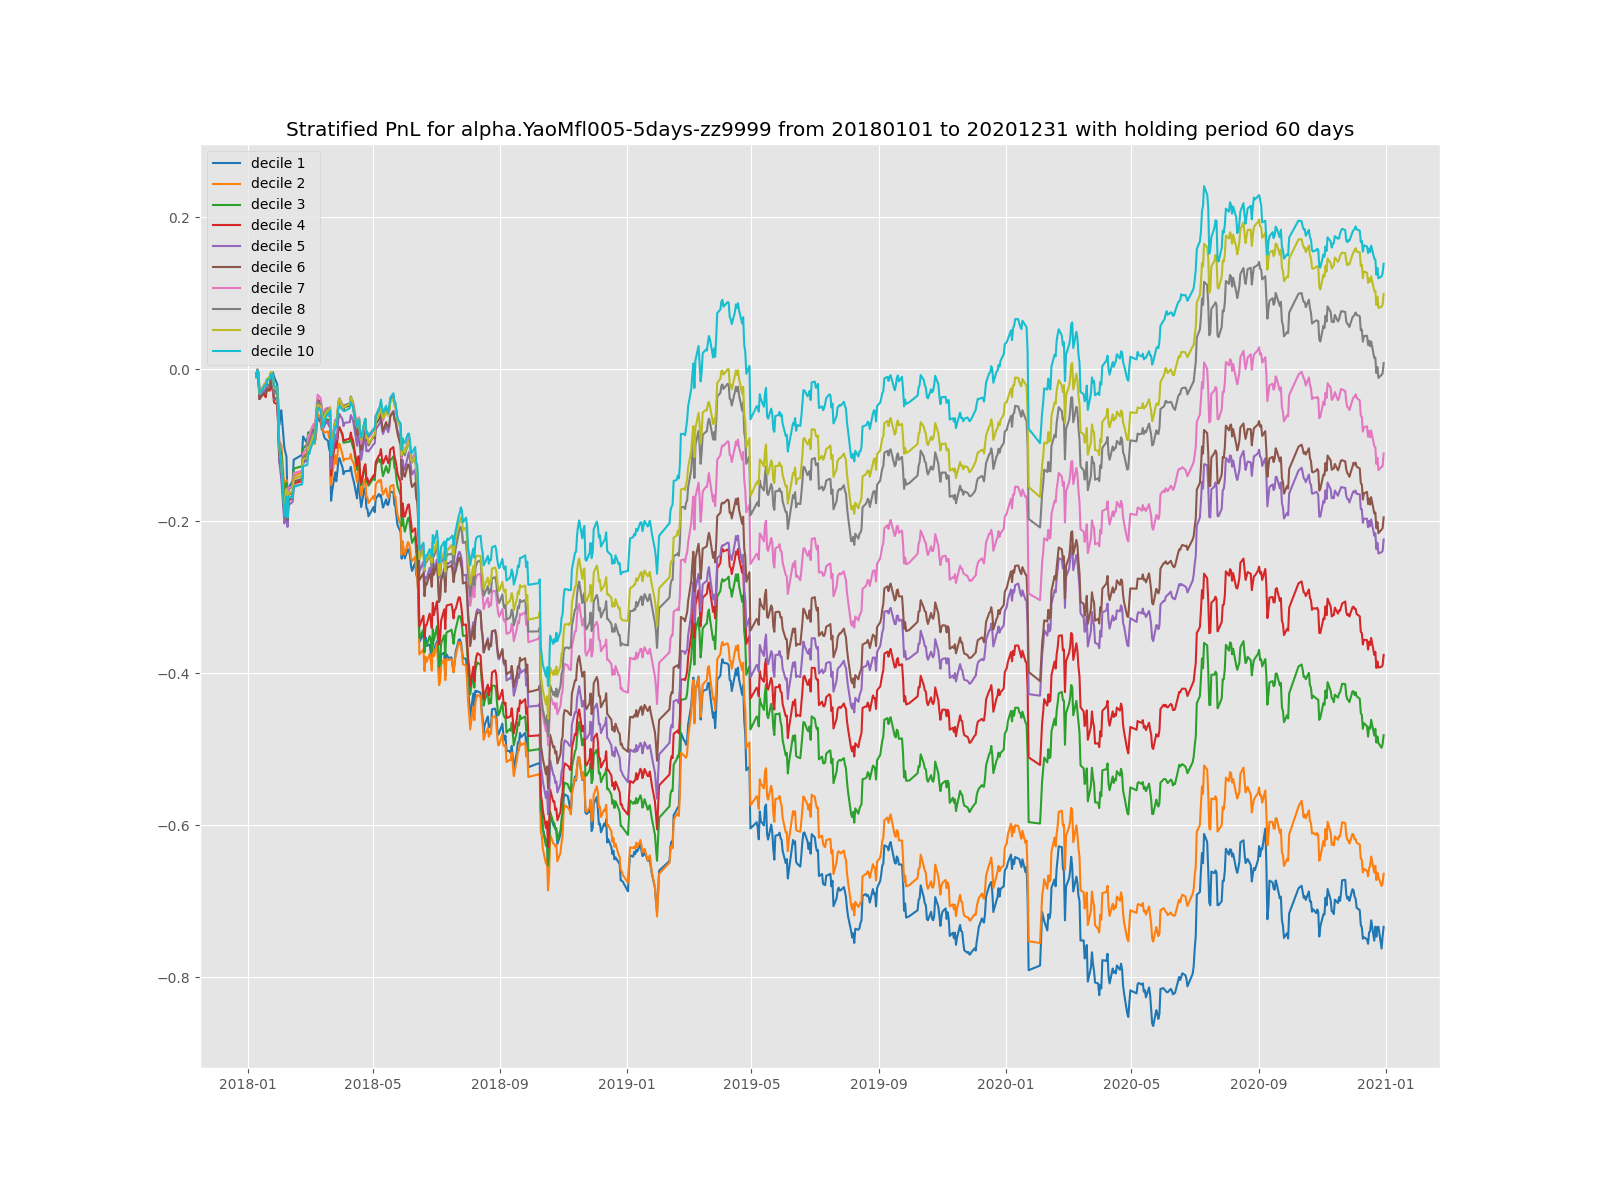 Stratified PnL for alpha.YaoMfl005-5days-zz9999 from 20180101 to 20201231 with holding period 60 days
decile 1
decile 2
decile 3
decile 4
decile 5
decile 6
decile 7
decile 8
decile 9
decile 10
0.2
0.0
−0.2
−0.4
−0.6
−0.8
2018-01 2018-05 2018-09 2019-01 2019-05 2019-09 2020-01 2020-05 2020-09 2021-01